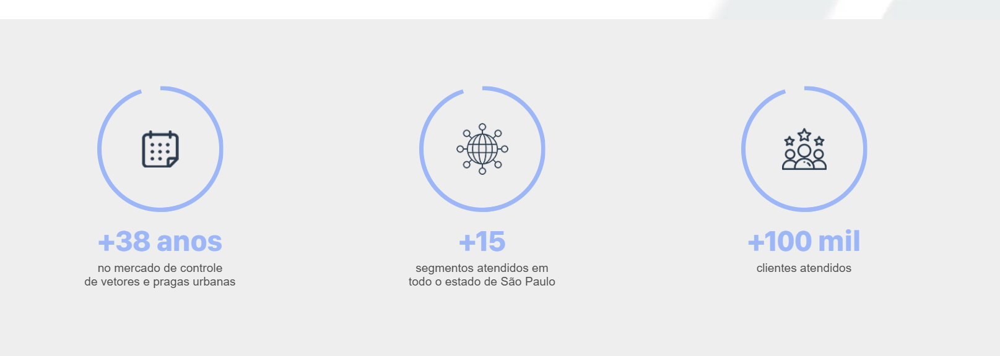 +38 anos
no mercado de controle
de vetores e pragas urbanas
+15
segmentos atendidos em
todo o estado de São Paulo
+100 mil
clientes atendidos